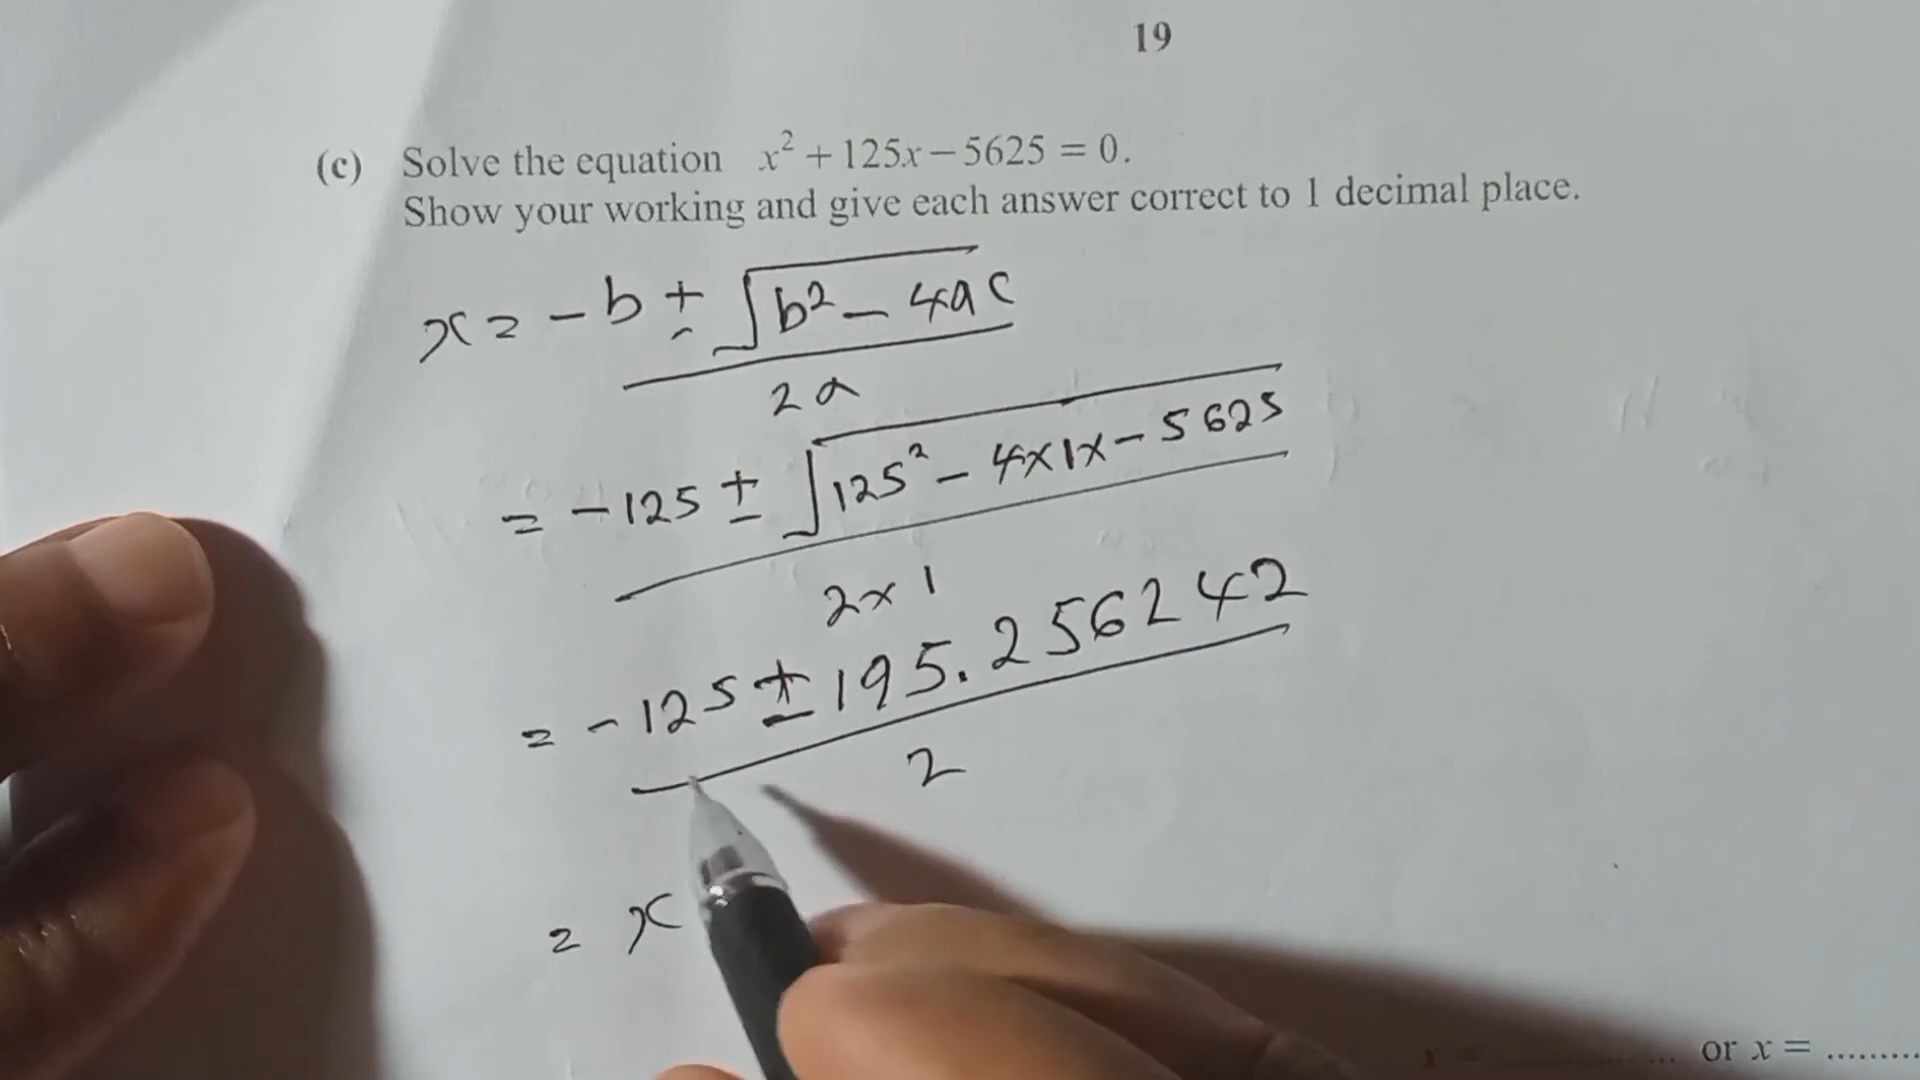 19
(c) Solve the equation x² + 125x − 5625 = 0.
Show your working and give each answer correct to 1 decimal place.
x = −b ± √b² − 4ac
2a
= −125 ± √125² − 4×1×−5625
2×1
= −125 ± 195.256242
2
= x
x = ............ or x = .........